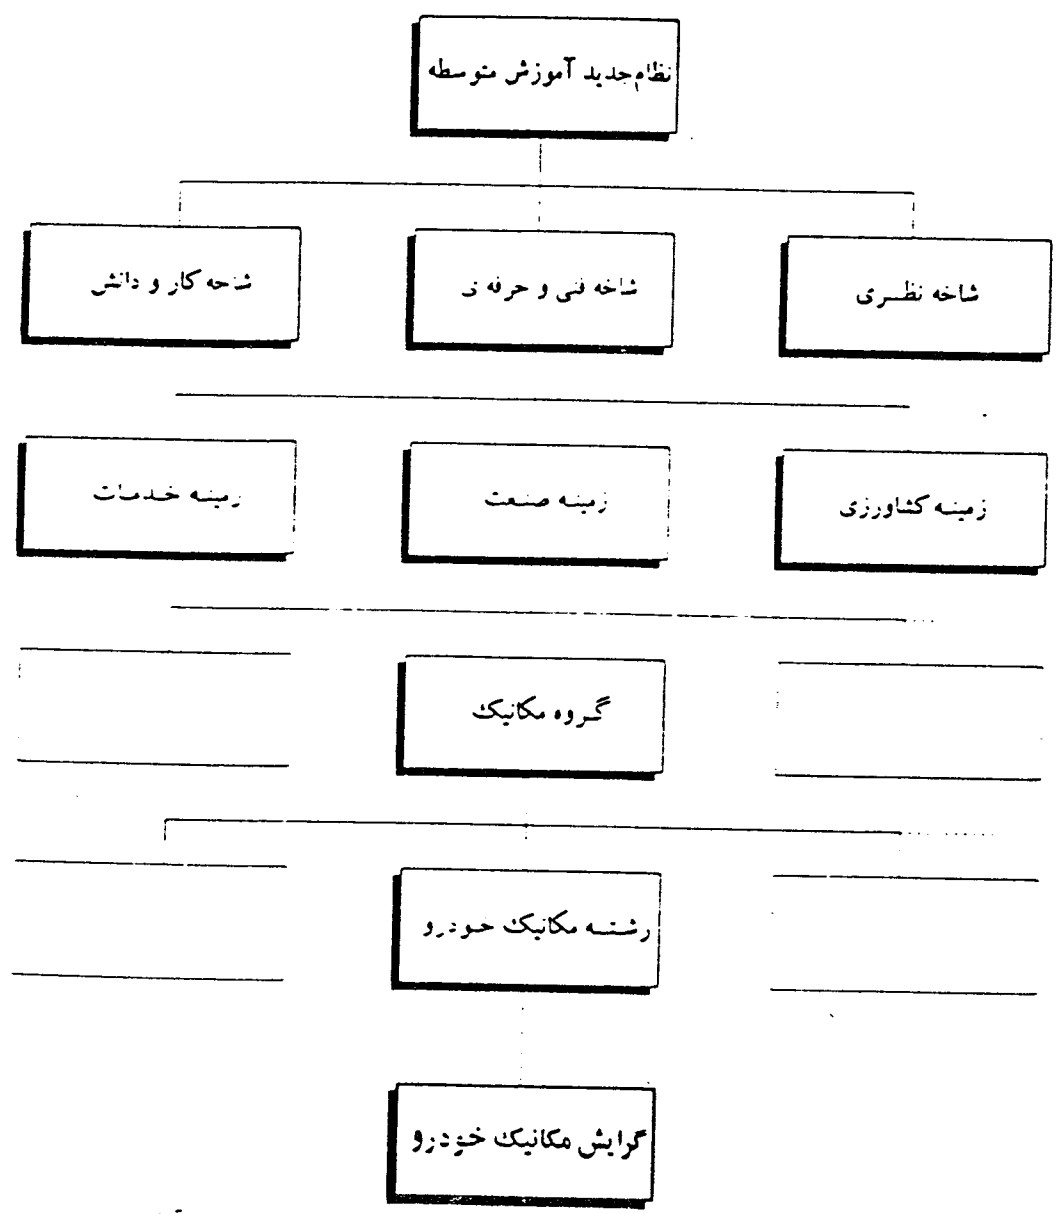 نظام جدید آموزش متوسطه
شاخه نظری
شاخه فنی و حرفه ی
شاخه کار و دانش
زمینه کشاورزی
زمینه صنعت
زمینه خدمات
گروه مکانیک
رشته مکانیک خودرو
گرایش مکانیک خودرو